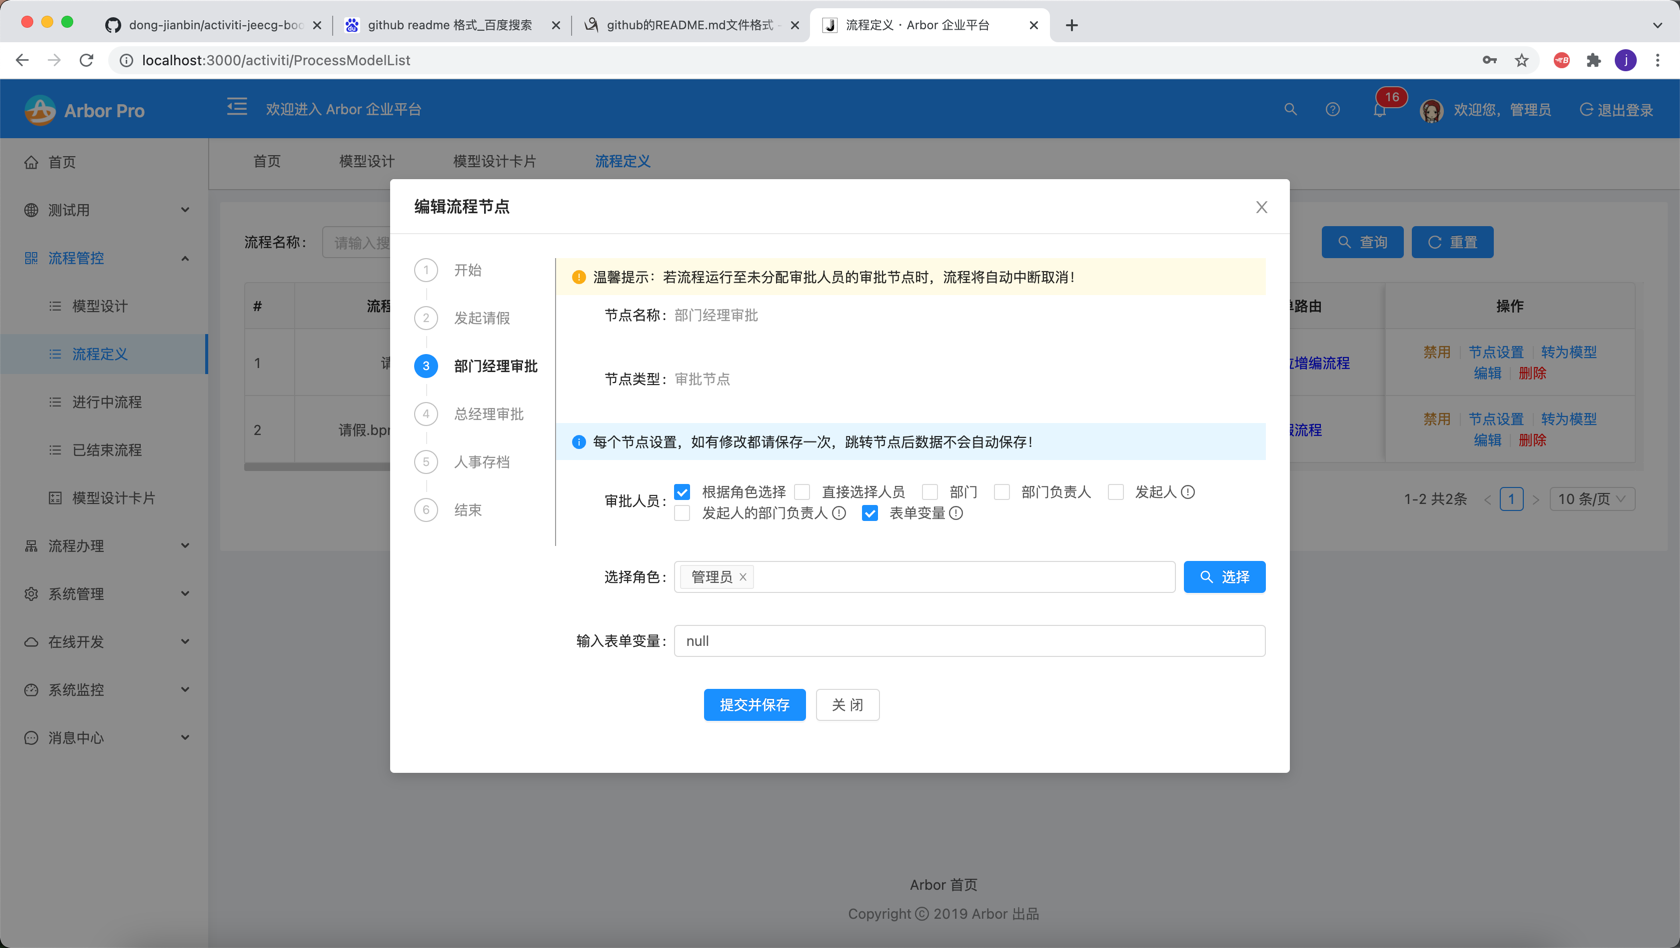 dong-jianbin/activiti-jeecg-boo
github readme 格式_百度搜索
github的README.md文件格式 -
流程定义 · Arbor 企业平台
localhost:3000/activiti/ProcessModelList
j
Arbor Pro
欢迎进入 Arbor 企业平台
16
欢迎您，管理员
退出登录
首页
测试用
流程管控
模型设计
流程定义
进行中流程
已结束流程
模型设计卡片
流程办理
系统管理
在线开发
系统监控
消息中心
首页 模型设计 模型设计卡片 流程定义
流程名称： 请输入搜
查询 重置
# 流程 路由 操作
1 请 增编流程 禁用 节点设置 转为模型
编辑 删除
2 请假.bpr 流程 禁用 节点设置 转为模型
编辑 删除
1-2 共2条 1 10 条/页
编辑流程节点
1 开始
2 发起请假
3 部门经理审批
4 总经理审批
5 人事存档
6 结束
温馨提示：若流程运行至未分配审批人员的审批节点时，流程将自动中断取消！
节点名称： 部门经理审批
节点类型： 审批节点
每个节点设置，如有修改都请保存一次，跳转节点后数据不会自动保存！
审批人员： 根据角色选择 直接选择人员 部门 部门负责人 发起人
发起人的部门负责人 表单变量
选择角色： 管理员 选择
输入表单变量： null
提交并保存 关 闭
Arbor 首页
Copyright © 2019 Arbor 出品